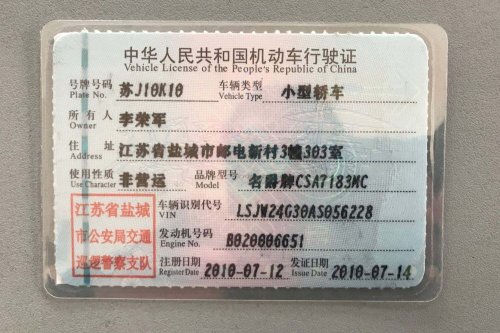 中华人民共和国机动车行驶证
Vehicle License of the People's Republic of China
号牌号码 苏J10K10 车辆类型 小型轿车
Plate No. Vehicle Type
所有人 李荣军
Owner
住址 江苏省盐城市邮电新村3幢303室
Address
使用性质 非营运 品牌型号 名爵牌CSA7183MC
Use Character Model
江苏省盐城
市公安局交通
巡逻警察支队
车辆识别代号 LSJW24G30AS056228
VIN
发动机号码 B020006651
Engine No.
注册日期 2010-07-12 发证日期 2010-07-14
Register Date Issue Date